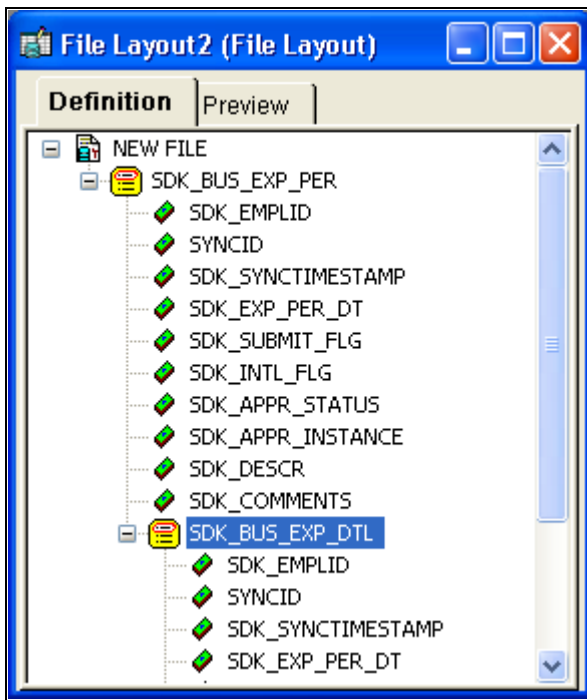 File Layout2 (File Layout)
Definition Preview
NEW FILE
SDK_BUS_EXP_PER
SDK_EMPLID
SYNCID
SDK_SYNCTIMESTAMP
SDK_EXP_PER_DT
SDK_SUBMIT_FLG
SDK_INTL_FLG
SDK_APPR_STATUS
SDK_APPR_INSTANCE
SDK_DESCR
SDK_COMMENTS
SDK_BUS_EXP_DTL
SDK_EMPLID
SYNCID
SDK_SYNCTIMESTAMP
SDK_EXP_PER_DT